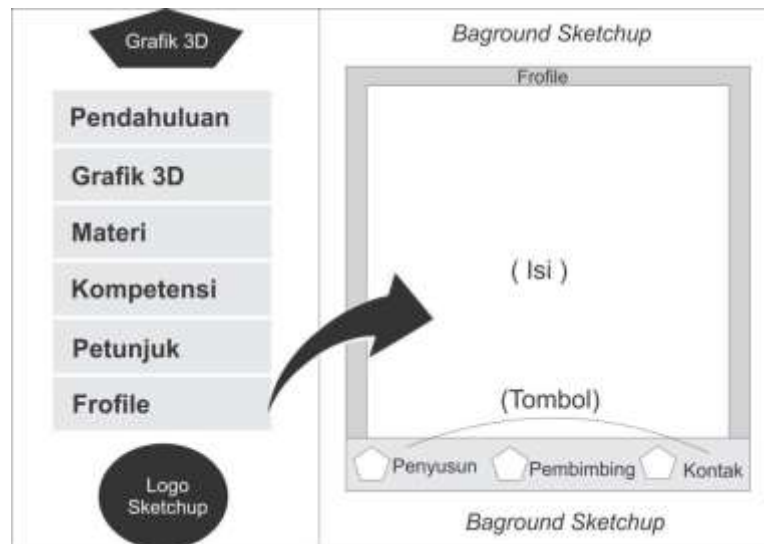 Grafik 3D
Pendahuluan
Grafik 3D
Materi
Kompetensi
Petunjuk
Frofile
Logo
Sketchup
Baground Sketchup
Frofile
( Isi )
(Tombol)
Penyusun
Pembimbing
Kontak
Baground Sketchup